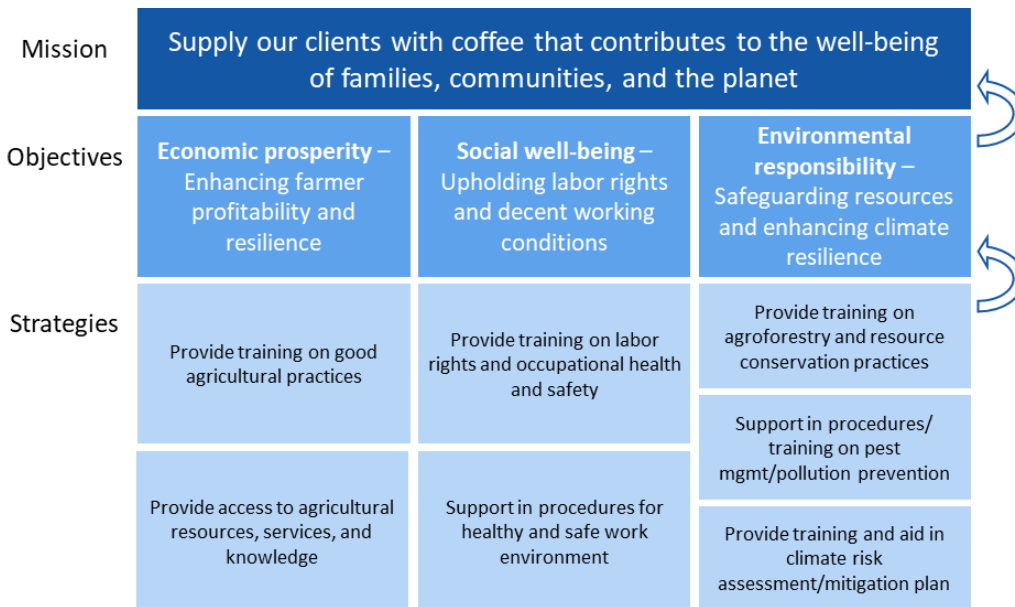 Mission
Supply our clients with coffee that contributes to the well-being
of families, communities, and the planet
Objectives
Economic prosperity –
Enhancing farmer
profitability and
resilience
Social well-being –
Upholding labor rights
and decent working
conditions
Environmental
responsibility –
Safeguarding resources
and enhancing climate
resilience
Strategies
Provide training on good
agricultural practices
Provide training on labor
rights and occupational health
and safety
Provide training on
agroforestry and resource
conservation practices
Support in procedures/
training on pest
mgmt/pollution prevention
Provide access to agricultural
resources, services, and
knowledge
Support in procedures for
healthy and safe work
environment
Provide training and aid in
climate risk
assessment/mitigation plan